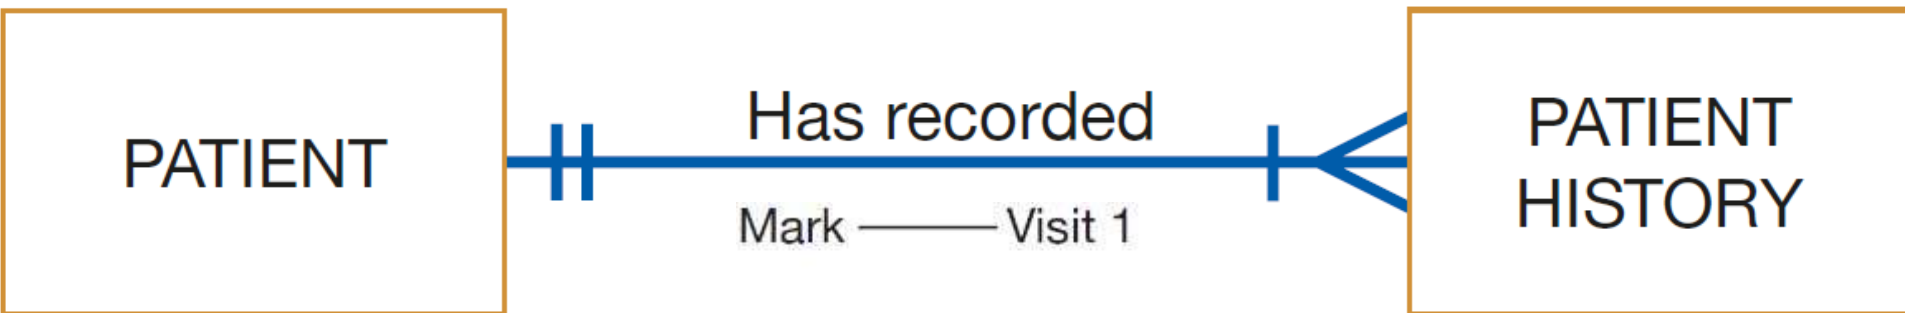 PATIENT
Has recorded
Mark Visit 1
PATIENT
HISTORY